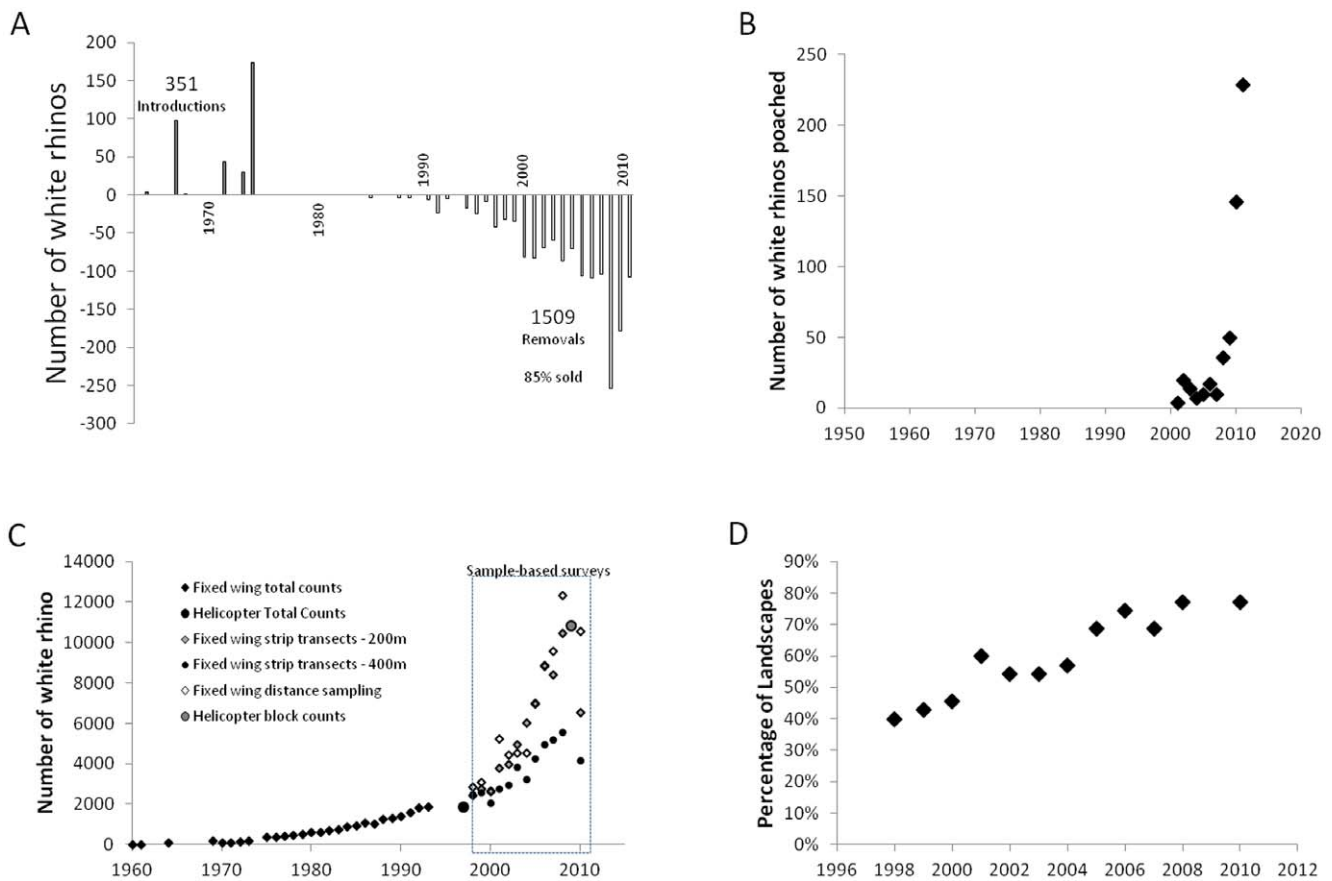 A
Number of white rhinos
200
150
100
50
0
-50
-100
-150
-200
-250
-300
351
Introductions
1970
1980
1990
2000
2010
1509
Removals
85% sold
B
Number of white rhinos poached
250
200
150
100
50
0
1950 1960 1970 1980 1990 2000 2010 2020
C
Number of white rhino
14000
12000
10000
8000
6000
4000
2000
0
Sample-based surveys
Fixed wing total counts
Helicopter Total Counts
Fixed wing strip transects - 200m
Fixed wing strip transects - 400m
Fixed wing distance sampling
Helicopter block counts
1960 1970 1980 1990 2000 2010
D
Percentage of Landscapes
90%
80%
70%
60%
50%
40%
30%
20%
10%
0%
1996 1998 2000 2002 2004 2006 2008 2010 2012